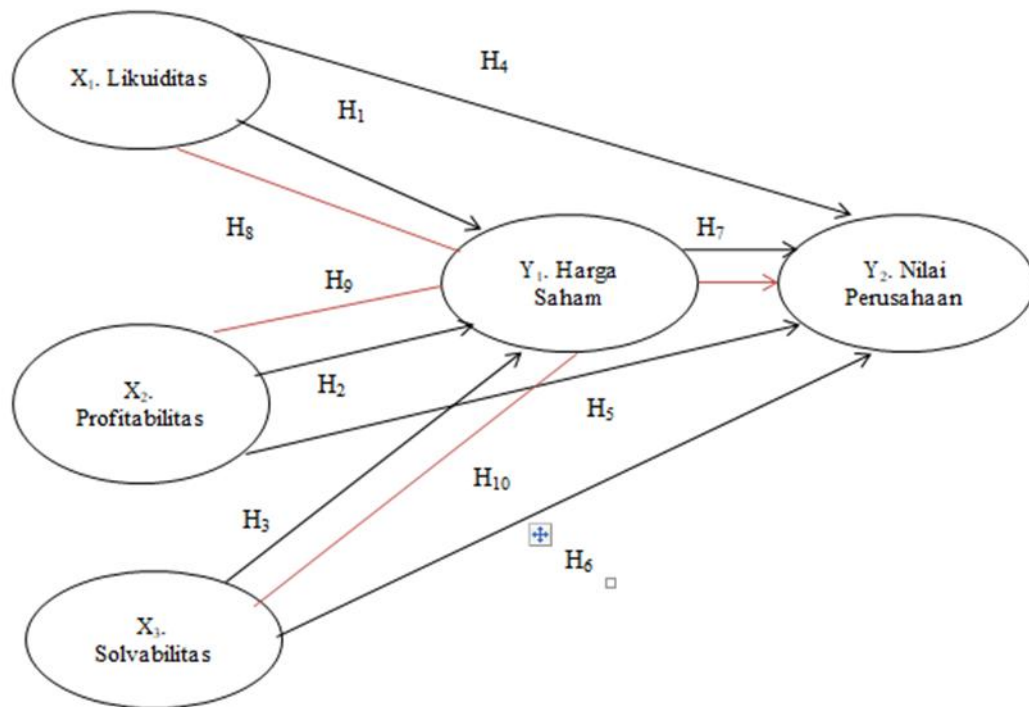 X₁. Likuiditas
H₄
H₁
H₈
H₇
Y₁. Harga
Saham
Y₂. Nilai
Perusahaan
H₉
X₂.
Profitabilitas
H₂
H₅
H₁₀
H₃
H₆
X₃.
Solvabilitas